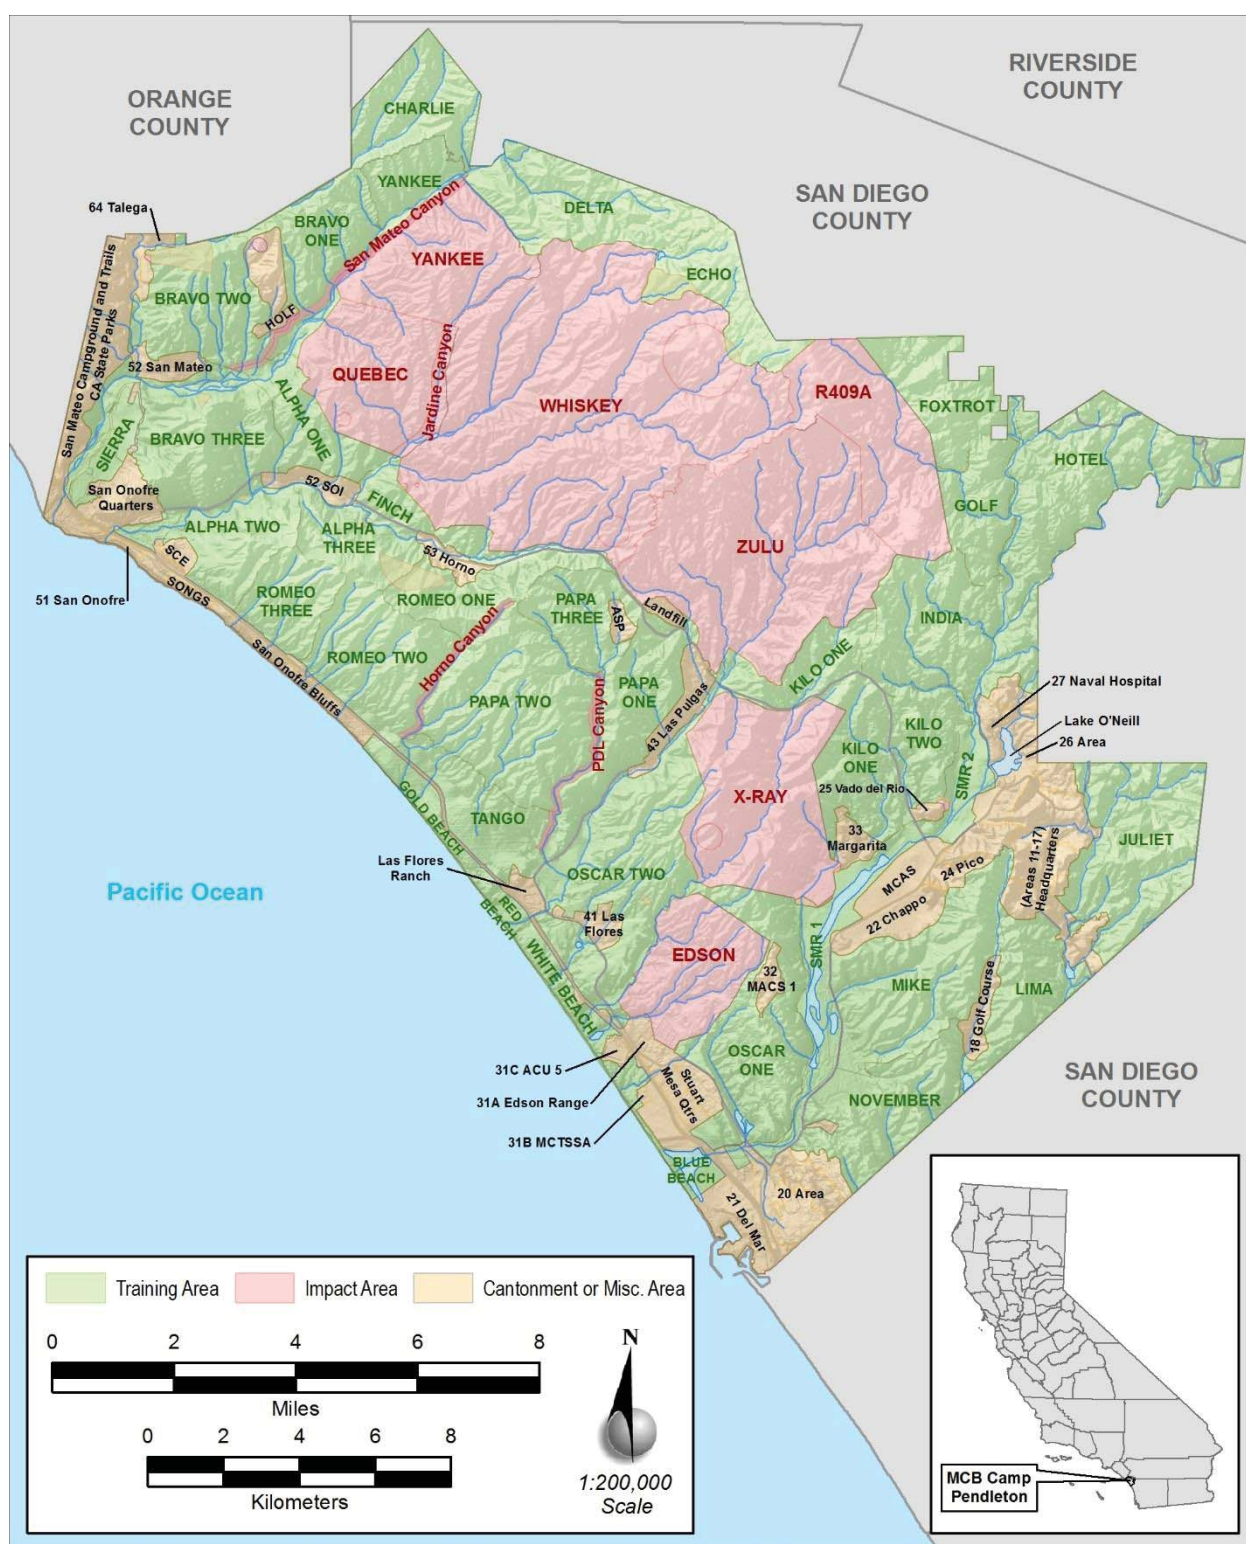 RIVERSIDE
COUNTY
ORANGE
COUNTY
CHARLIE
YANKEE
SAN DIEGO
COUNTY
64 Talega
DELTA
BRAVO
ONE
San Mateo Canyon
YANKEE
ECHO
BRAVO TWO
HOLF
San Mateo Campground and Trails
CA State Parks
52 San Mateo
QUEBEC
Jardine Canyon
WHISKEY
R409A
FOXTROT
ALPHA ONE
SIERRA
BRAVO THREE
HOTEL
San Onofre
Quarters
52 SOI
FINCH
GOLF
ALPHA TWO
ALPHA
THREE
ZULU
SCE
53 Horno
51 San Onofre
SONGS
ROMEO
THREE
ROMEO ONE
PAPA
THREE
ASP
Landfill
INDIA
San Onofre Bluffs
ROMEO TWO
Horno Canyon
KILO ONE
PAPA TWO
PDL Canyon
PAPA
ONE
43 Las Pulgas
27 Naval Hospital
Lake O'Neill
26 Area
KILO
TWO
KILO
ONE
SMR 2
GOLD BEACH
X-RAY
25 Vado del Rio
TANGO
33
Margarita
JULIET
Las Flores
Ranch
OSCAR TWO
MCAS
24 Pico
(Areas 11-17)
Headquarters
RED
BEACH
41 Las
Flores
22 Chappo
WHITE BEACH
EDSON
SMR 1
32
MACS 1
MIKE
LIMA
18 Golf Course
OSCAR
ONE
31C ACU 5
Stuart
Mesa Qtrs
SAN DIEGO
COUNTY
31A Edson Range
NOVEMBER
31B MCTSSA
BLUE
BEACH
20 Area
21 Del Mar
Pacific Ocean
Training Area
Impact Area
Cantonment or Misc. Area
0 2 4 6 8
Miles
0 2 4 6 8
Kilometers
N
1:200,000
Scale
MCB Camp
Pendleton